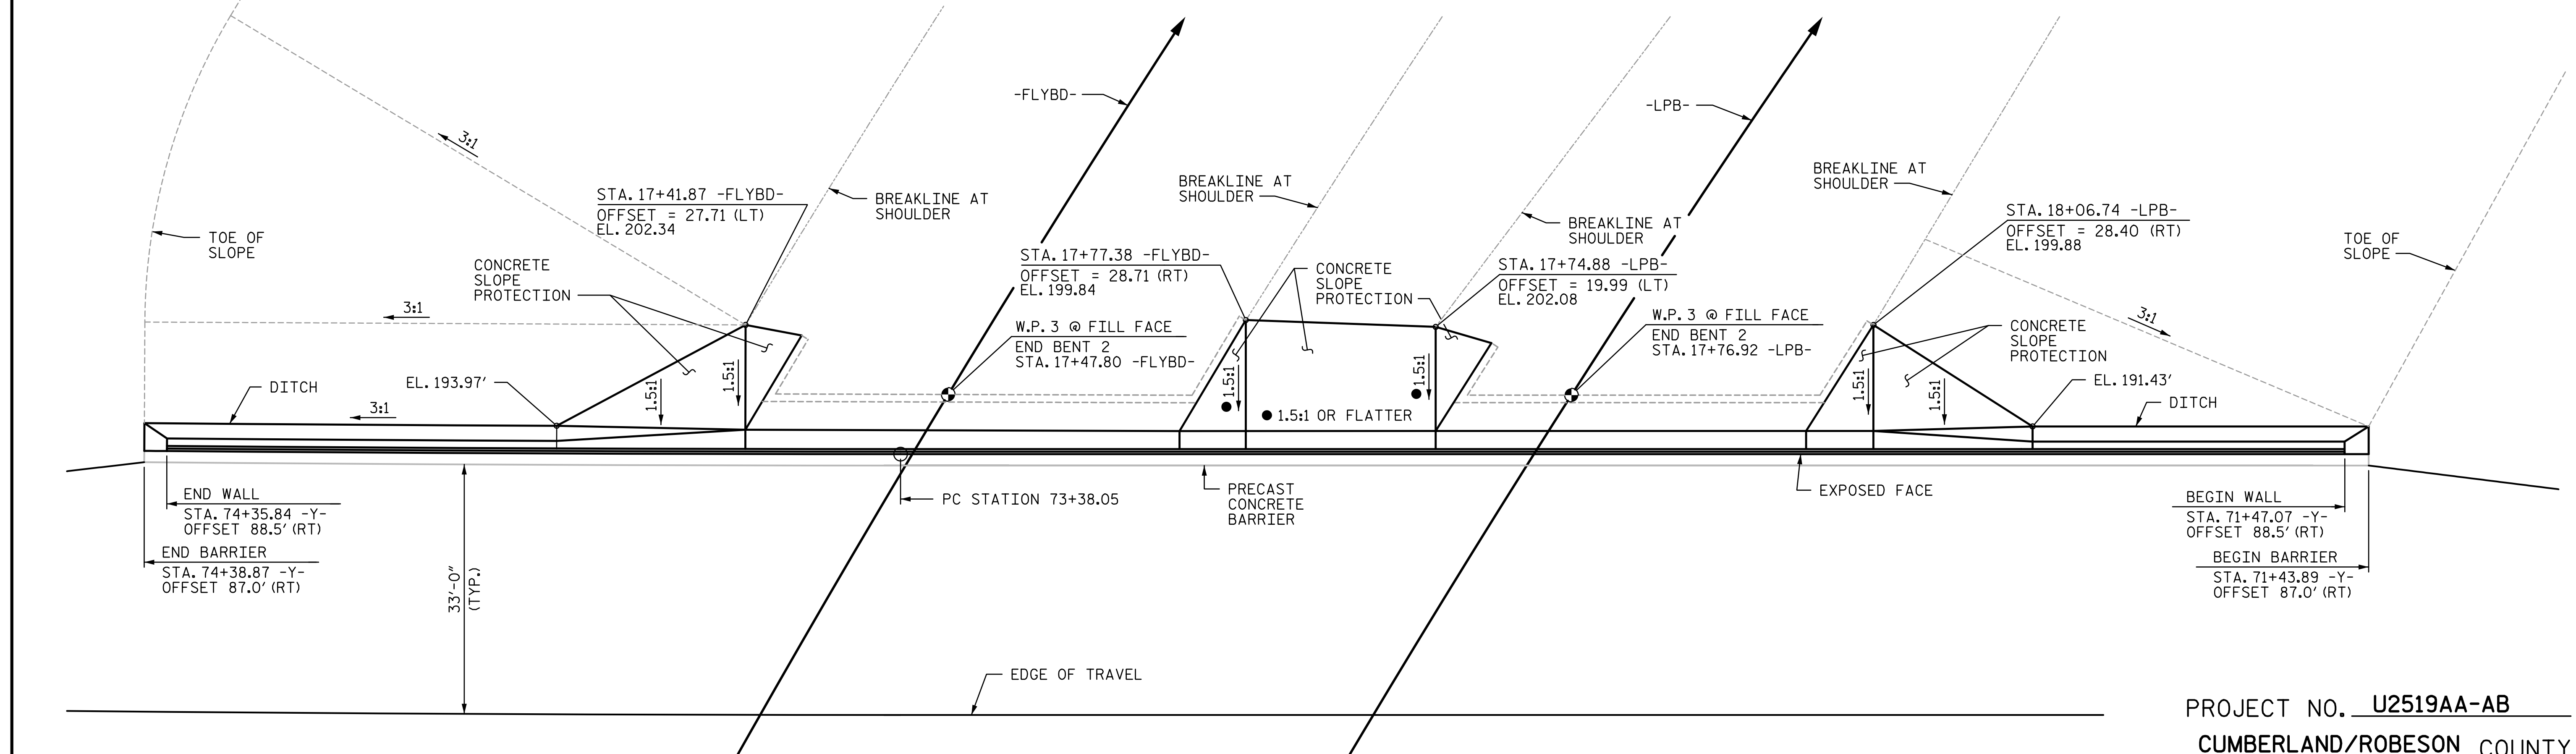 -FLYBD-
-LPB-
3:1
STA. 17+41.87 -FLYBD-
OFFSET = 27.71 (LT)
EL. 202.34
BREAKLINE AT
SHOULDER
BREAKLINE AT
SHOULDER
BREAKLINE AT
SHOULDER
BREAKLINE AT
SHOULDER
STA. 18+06.74 -LPB-
OFFSET = 28.40 (RT)
EL. 199.88
TOE OF
SLOPE
TOE OF
SLOPE
CONCRETE
SLOPE
PROTECTION
STA. 17+77.38 -FLYBD-
OFFSET = 28.71 (RT)
EL. 199.84
CONCRETE
SLOPE
PROTECTION
STA. 17+74.88 -LPB-
OFFSET = 19.99 (LT)
EL. 202.08
3:1
W.P. 3 @ FILL FACE
END BENT 2
STA. 17+47.80 -FLYBD-
W.P. 3 @ FILL FACE
END BENT 2
STA. 17+76.92 -LPB-
3:1
CONCRETE
SLOPE
PROTECTION
DITCH
EL. 193.97'
1.5:1
1.5:1
1.5:1
1.5:1
1.5:1
1.5:1
EL. 191.43'
DITCH
3:1
● 1.5:1 OR FLATTER
END WALL
STA. 74+35.84 -Y-
OFFSET 88.5' (RT)
END BARRIER
STA. 74+38.87 -Y-
OFFSET 87.0' (RT)
33'-0"
(TYP.)
PC STATION 73+38.05
PRECAST
CONCRETE
BARRIER
EXPOSED FACE
BEGIN WALL
STA. 71+47.07 -Y-
OFFSET 88.5' (RT)
BEGIN BARRIER
STA. 71+43.89 -Y-
OFFSET 87.0' (RT)
EDGE OF TRAVEL
PROJECT NO. U2519AA-AB
CUMBERLAND/ROBESON COUNTY